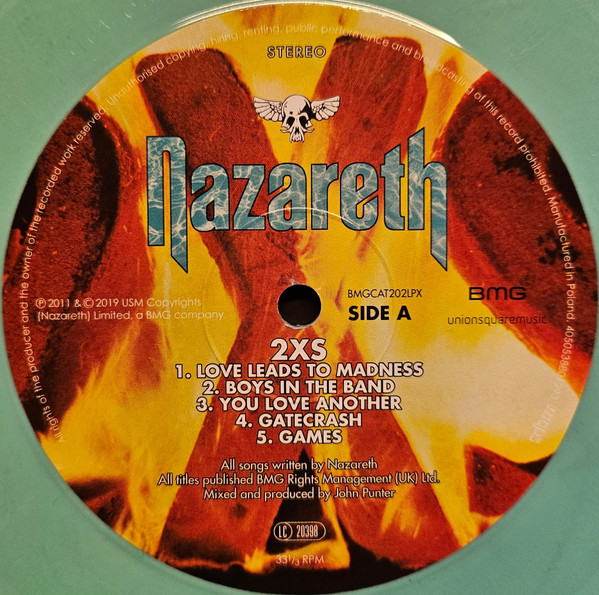 STEREO
Nazareth
℗ 2011 & © 2019 USM Copyrights
(Nazareth) Limited, a BMG company
BMGCAT202LPX
SIDE A
BMG
unionsquaremusic
2XS
1. LOVE LEADS TO MADNESS
2. BOYS IN THE BAND
3. YOU LOVE ANOTHER
4. GATECRASH
5. GAMES
All songs written by Nazareth
All titles published BMG Rights Management (UK) Ltd.
Mixed and produced by John Punter
LC 20398
33⅓ RPM
All rights of the producer and the owner of the recorded work reserved. Unauthorised copying, hiring, renting, public performance and broadcasting of this record prohibited. Manufactured in Poland.